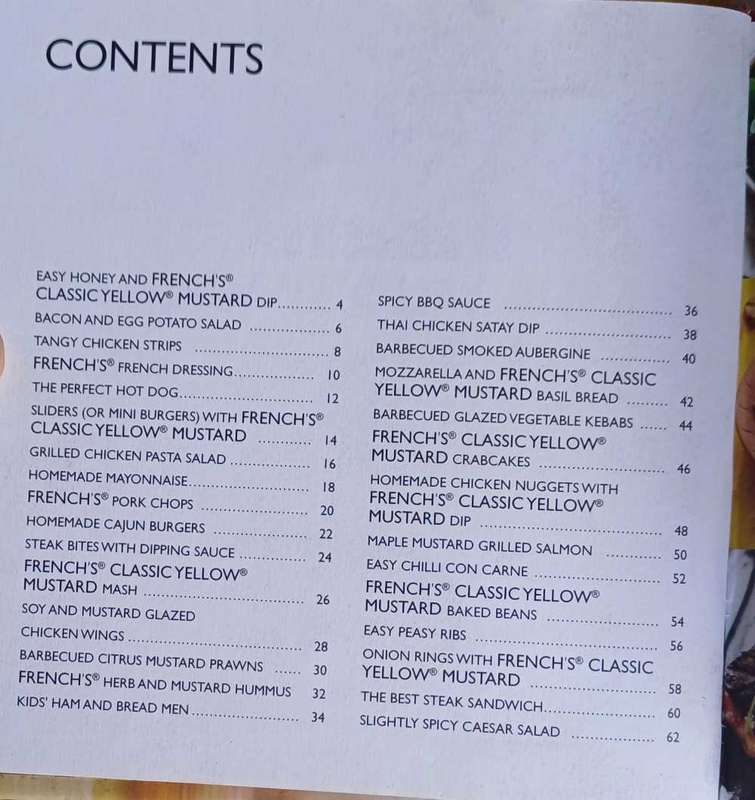 CONTENTS
EASY HONEY AND FRENCH'S®
CLASSIC YELLOW® MUSTARD DIP............ 4
BACON AND EGG POTATO SALAD .................. 6
TANGY CHICKEN STRIPS .............................. 8
FRENCH'S® FRENCH DRESSING.................. 10
THE PERFECT HOT DOG.............................. 12
SLIDERS (OR MINI BURGERS) WITH FRENCH'S®
CLASSIC YELLOW® MUSTARD ............ 14
GRILLED CHICKEN PASTA SALAD .................. 16
HOMEMADE MAYONNAISE.......................... 18
FRENCH'S® PORK CHOPS ............................ 20
HOMEMADE CAJUN BURGERS ...................... 22
STEAK BITES WITH DIPPING SAUCE ................ 24
FRENCH'S® CLASSIC YELLOW®
MUSTARD MASH .................................... 26
SOY AND MUSTARD GLAZED
CHICKEN WINGS ...................................... 28
BARBECUED CITRUS MUSTARD PRAWNS ...... 30
FRENCH'S® HERB AND MUSTARD HUMMUS 32
KIDS' HAM AND BREAD MEN........................ 34
SPICY BBQ SAUCE ...................................... 36
THAI CHICKEN SATAY DIP ............................ 38
BARBECUED SMOKED AUBERGINE ................ 40
MOZZARELLA AND FRENCH'S® CLASSIC
YELLOW® MUSTARD BASIL BREAD .......... 42
BARBECUED GLAZED VEGETABLE KEBABS ...... 44
FRENCH'S® CLASSIC YELLOW®
MUSTARD CRABCAKES ............................ 46
HOMEMADE CHICKEN NUGGETS WITH
FRENCH'S® CLASSIC YELLOW®
MUSTARD DIP ........................................ 48
MAPLE MUSTARD GRILLED SALMON ............ 50
EASY CHILLI CON CARNE ............................ 52
FRENCH'S® CLASSIC YELLOW®
MUSTARD BAKED BEANS ........................ 54
EASY PEASY RIBS ........................................ 56
ONION RINGS WITH FRENCH'S® CLASSIC
YELLOW® MUSTARD .............................. 58
THE BEST STEAK SANDWICH........................ 60
SLIGHTLY SPICY CAESAR SALAD .................. 62